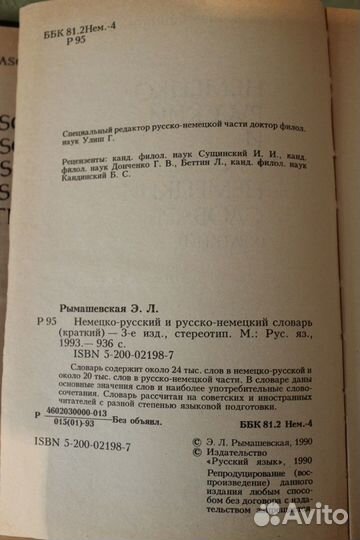 ББК 81.2Нем.-4
Р 95
Специальный редактор русско-немецкой части доктор филол.
наук Улиш Г.
Рецензенты: канд. филол. наук Сущинский И. И., канд.
филол. наук Донченко Г. В., Беттин Л., канд. филол. наук
Кандинский Б. С.
Рымашевская Э. Л.
Р 95 Немецко-русский и русско-немецкий словарь
(краткий) — 3-е изд., стереотип. М.: Рус. яз.,
1993.— 936 с.
ISBN 5-200-02198-7
Словарь содержит около 24 тыс. слов в немецко-русской и
около 20 тыс. слов в русско-немецкой части. В словаре даны
основные значения слов и наиболее употребительные слово-
сочетания. Словарь рассчитан на советских и иностранных
читателей с разной степенью языковой подготовки.
Р 4602030000-013
015(01)-93 Без объявл.
ББК 81.2 Нем.-4
ISBN 5-200-02198-7
© Э. Л. Рымашевская, 1990
© Издательство
«Русский язык», 1990
Репродуцирование (вос-
произведение) данного
издания любым спосо-
бом без договора с изда-
тельством запрещается.
Avito